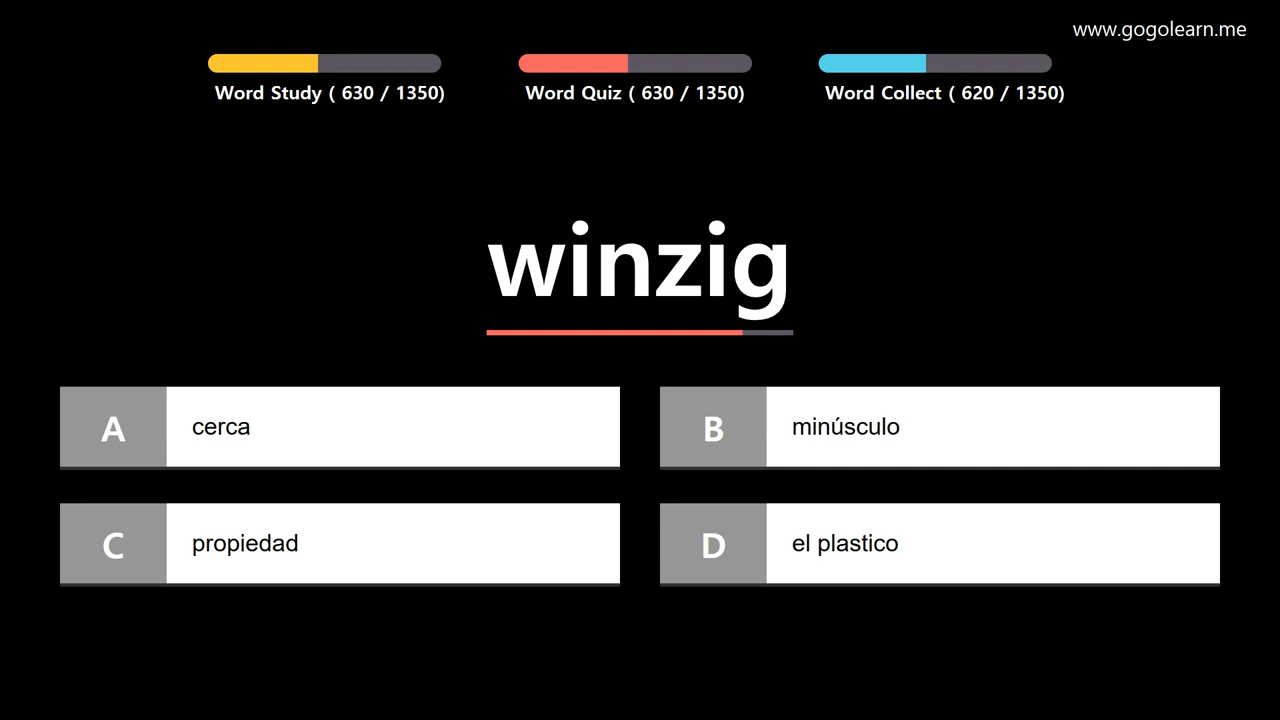 www.gogolearn.me
Word Study ( 630 / 1350)
Word Quiz ( 630 / 1350)
Word Collect ( 620 / 1350)
winzig
A cerca
B minúsculo
C propiedad
D el plastico